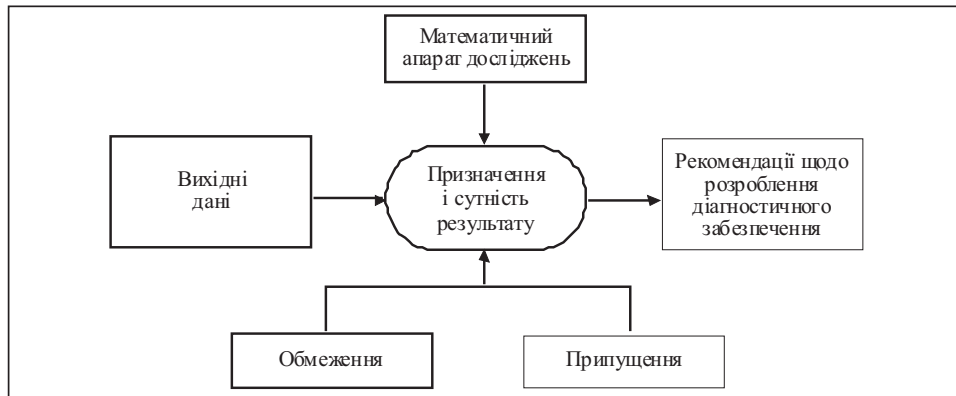 Математичний
апарат досліджень
Вихідні
дані
Призначення
і сутність
результату
Рекомендації щодо
розроблення
діагностичного
забезпечення
Обмеження
Припущення